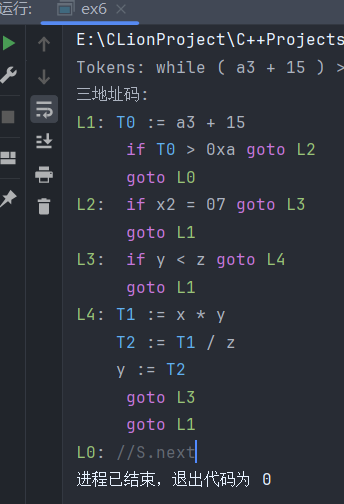 运行: ex6 ×
E:\CLionProject\C++Projects
Tokens: while ( a3 + 15 ) >
三地址码:
L1: T0 := a3 + 15
if T0 > 0xa goto L2
goto L0
L2: if x2 = 07 goto L3
goto L1
L3: if y < z goto L4
goto L1
L4: T1 := x * y
T2 := T1 / z
y := T2
goto L3
goto L1
L0: //S.next
进程已结束，退出代码为 0